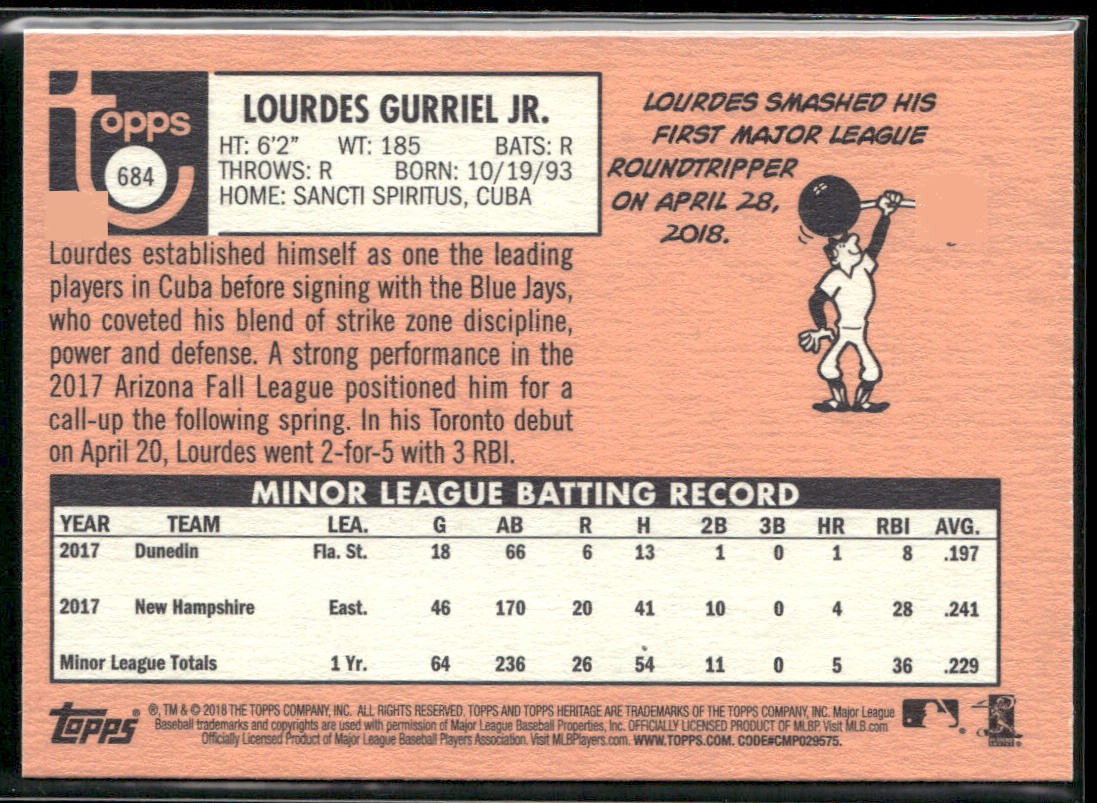 topps
684
LOURDES GURRIEL JR.
HT: 6'2" WT: 185 BATS: R
THROWS: R BORN: 10/19/93
HOME: SANCTI SPIRITUS, CUBA
LOURDES SMASHED HIS
FIRST MAJOR LEAGUE
ROUNDTRIPPER
ON APRIL 28,
2018.
Lourdes established himself as one the leading
players in Cuba before signing with the Blue Jays,
who coveted his blend of strike zone discipline,
power and defense. A strong performance in the
2017 Arizona Fall League positioned him for a
call-up the following spring. In his Toronto debut
on April 20, Lourdes went 2-for-5 with 3 RBI.
MINOR LEAGUE BATTING RECORD
YEAR TEAM LEA. G AB R H 2B 3B HR RBI AVG.
2017 Dunedin Fla. St. 18 66 6 13 1 0 1 8 .197
2017 New Hampshire East. 46 170 20 41 10 0 4 28 .241
Minor League Totals 1 Yr. 64 236 26 54 11 0 5 36 .229
Topps® ®, TM & © 2018 THE TOPPS COMPANY, INC. ALL RIGHTS RESERVED. TOPPS AND TOPPS HERITAGE ARE TRADEMARKS OF THE TOPPS COMPANY, INC. Major League
Baseball trademarks and copyrights are used with permission of Major League Baseball Properties, Inc. OFFICIALLY LICENSED PRODUCT OF MLBP. Visit MLB.com
Officially Licensed Product of Major League Baseball Players Association. Visit MLBPlayers.com. WWW.TOPPS.COM. CODE#CMP029575.